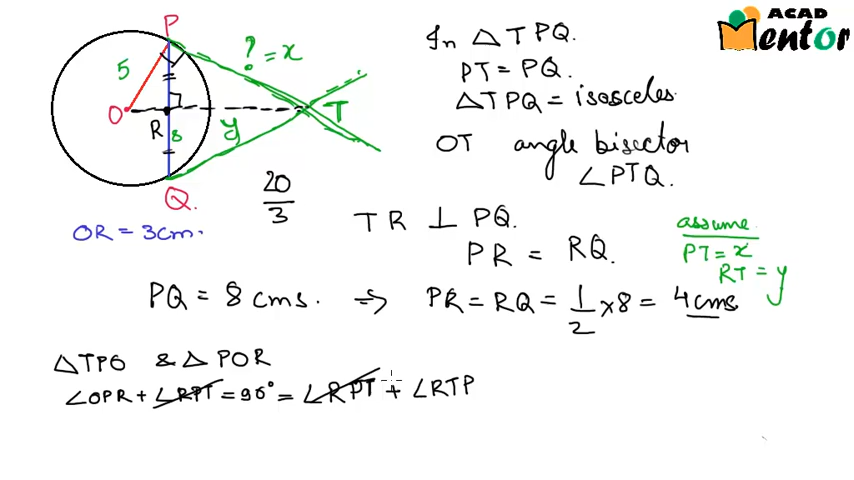 ACAD
Mentor
P
5
? = x
O
R
8
y
T
Q.
20/3
OR = 3cm.
In △TPQ.
PT = PQ.
△TPQ = isosceles
OT angle bisector
∠PTQ.
TR ⊥ PQ.
PR = RQ.
assume
PT = x
RT = y
PQ = 8 cms. ⇒ PR = RQ = 1/2 × 8 = 4 cms
△TPO & △POR
∠OPR + ∠RPT = 90° = ∠RPT + ∠RTP